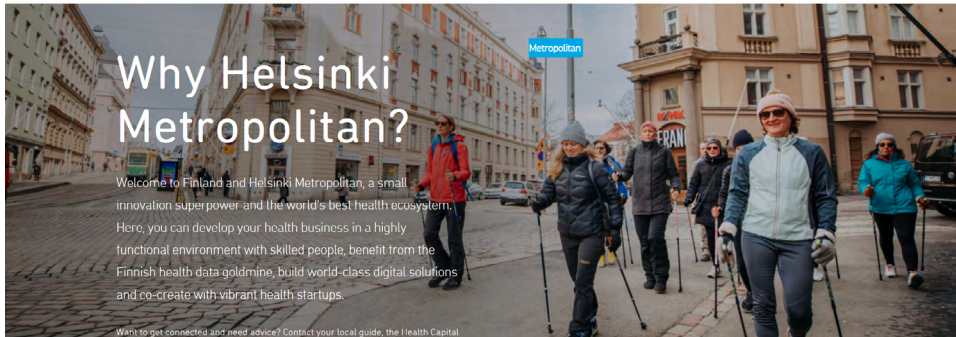 Why Helsinki
Metropolitan?
Metropolitan
Welcome to Finland and Helsinki Metropolitan, a small
innovation superpower and the world's best health ecosystem.
Here, you can develop your health business in a highly
functional environment with skilled people, benefit from the
Finnish health data goldmine, build world-class digital solutions
and co-create with vibrant health startups.
Want to get connected and need advice? Contact your local guide, the Health Capital